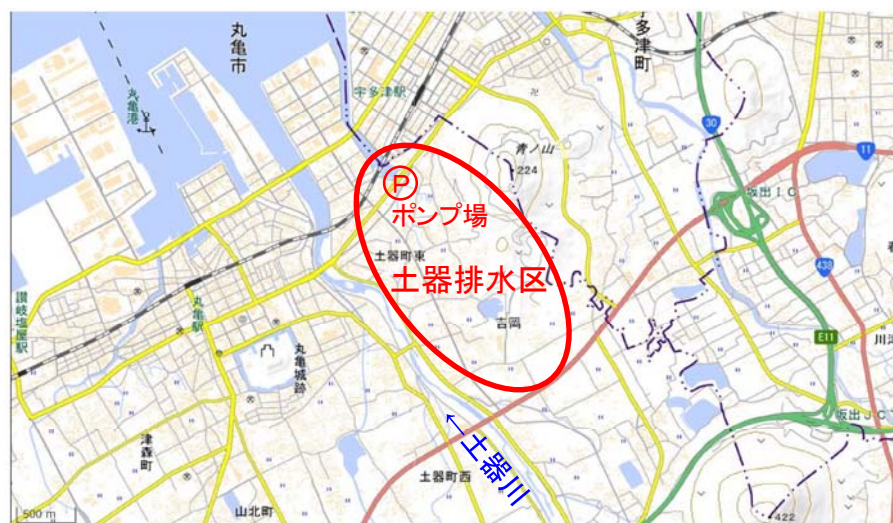 丸亀市
丸亀港
宇多津駅
宇多津町
青ノ山
224
30
11
坂出IC
P
ポンプ場
土器町東
土器排水区
吉岡
438
E11
川津
讃岐塩屋駅
丸亀駅
丸亀城跡
坂出JC
津森町
←土器川
土器町西
山北町
500 m
422